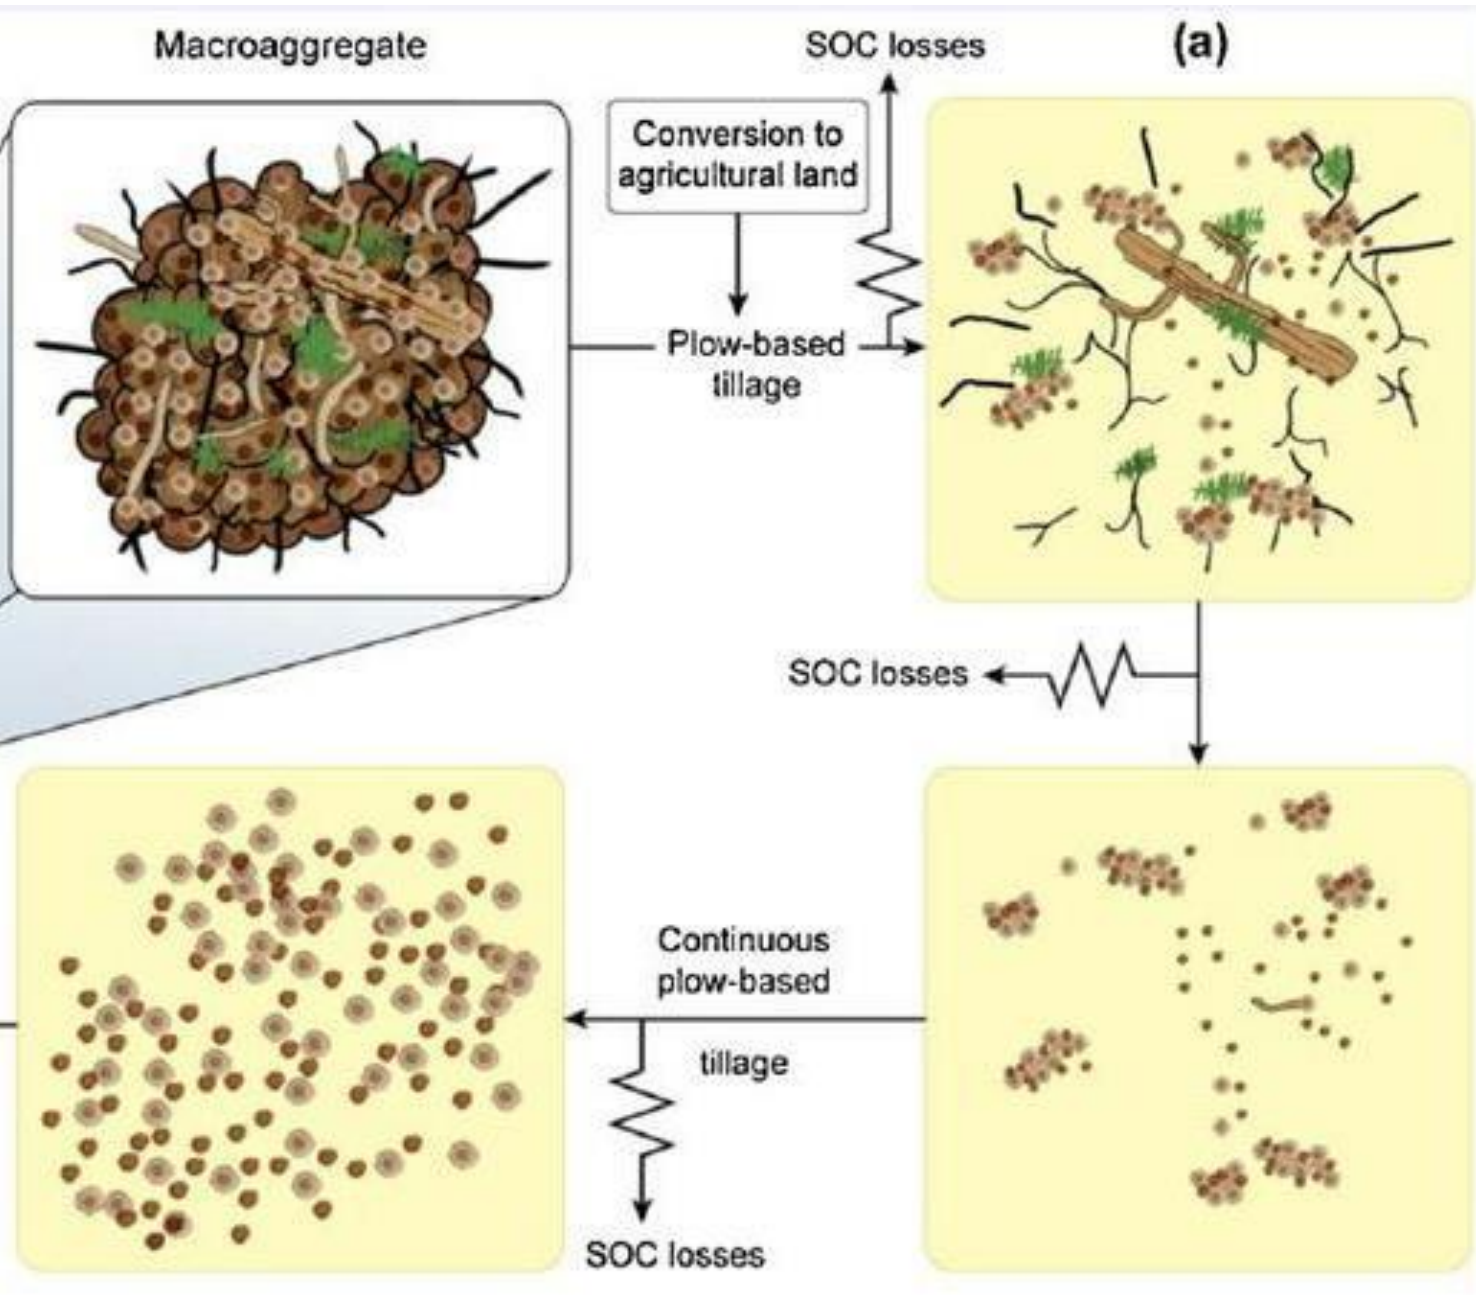 Macroaggregate
SOC losses
(a)
Conversion to
agricultural land
Plow-based
tillage
SOC losses
Continuous
plow-based
tillage
SOC losses